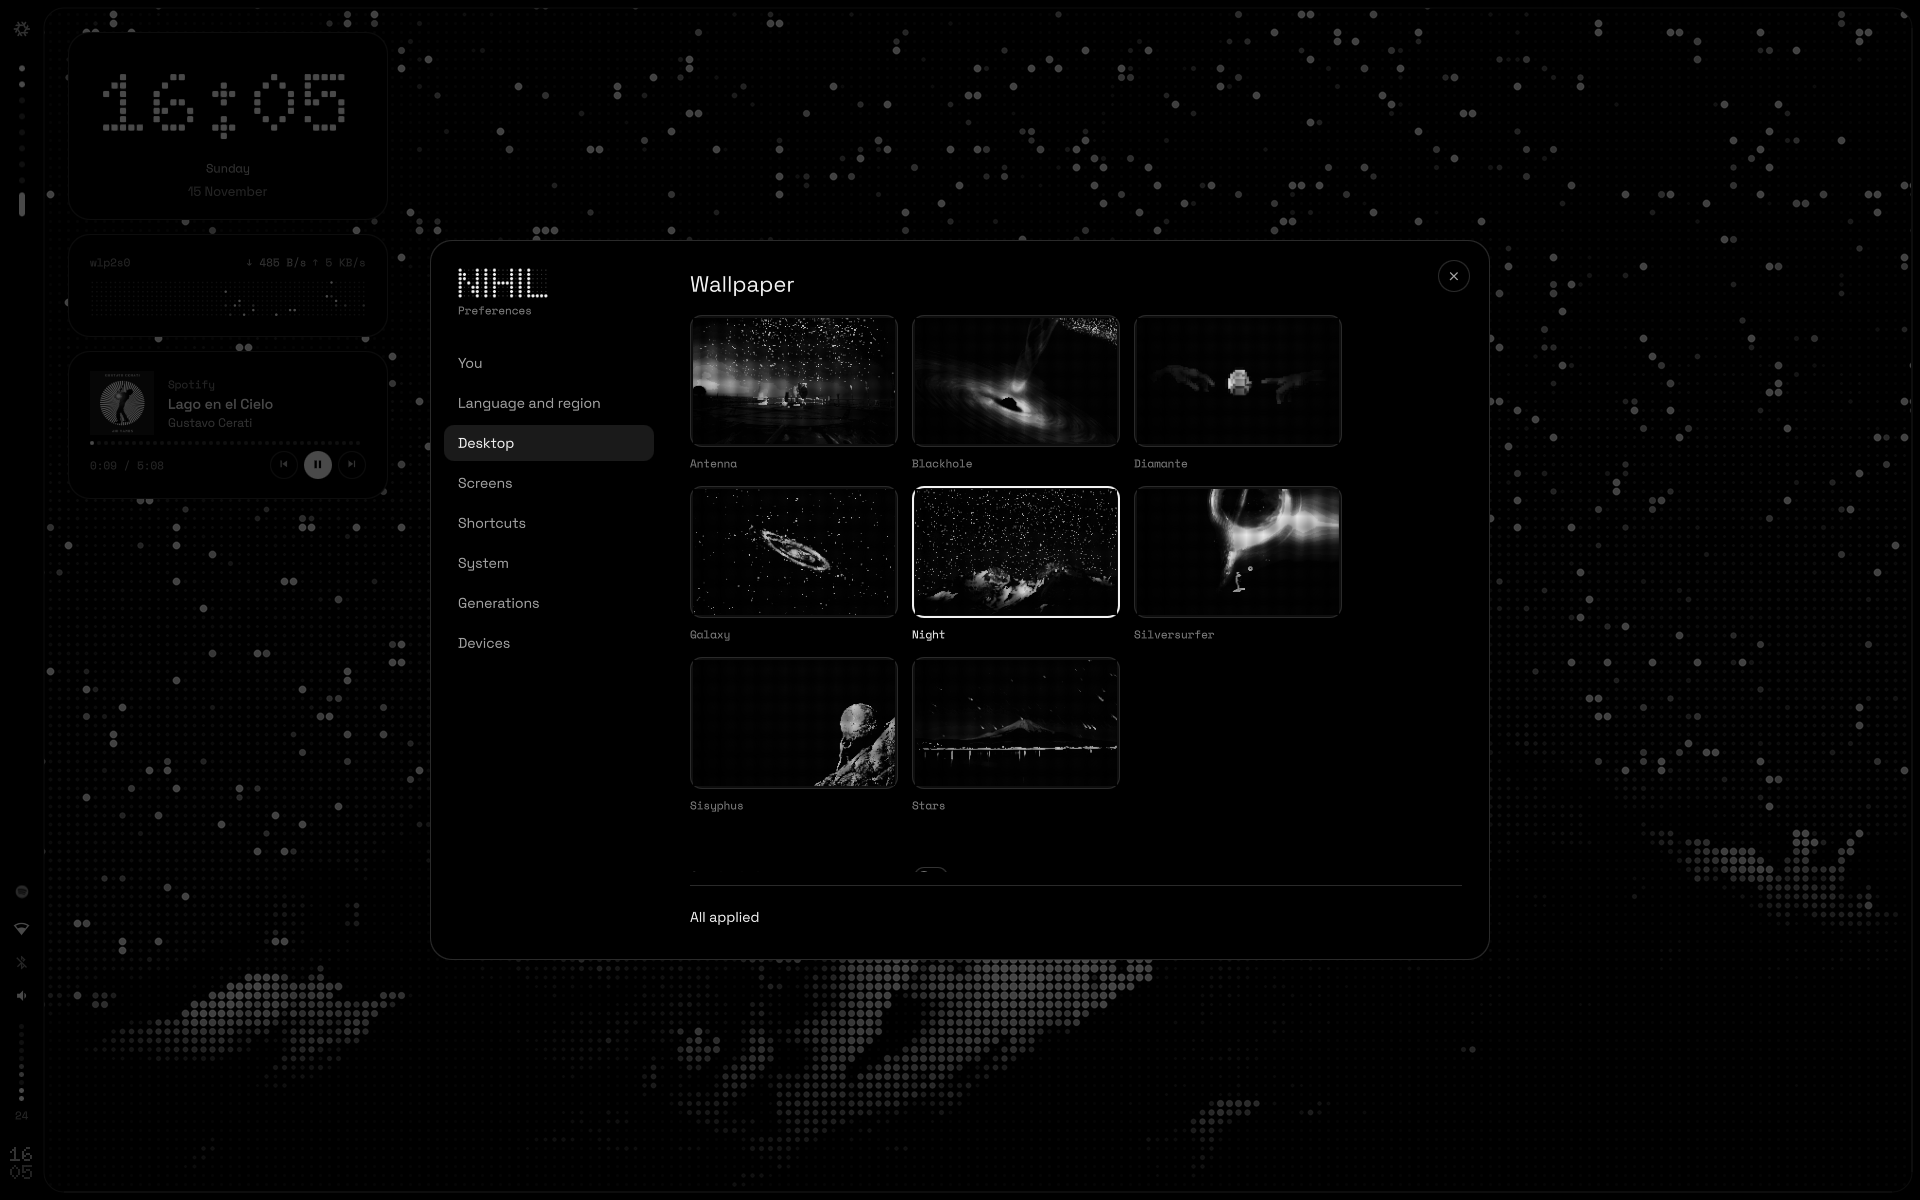 16:05
Sunday
15 November
wlp2s0 ↓ 485 B/s ↑ 5 KB/s
Spotify
Lago en el Cielo
Gustavo Cerati
0:09 / 5:08
24
16
05
NIHIL
Preferences
You
Language and region
Desktop
Screens
Shortcuts
System
Generations
Devices
Wallpaper
Antenna
Blackhole
Diamante
Galaxy
Night
Silversurfer
Sisyphus
Stars
All applied